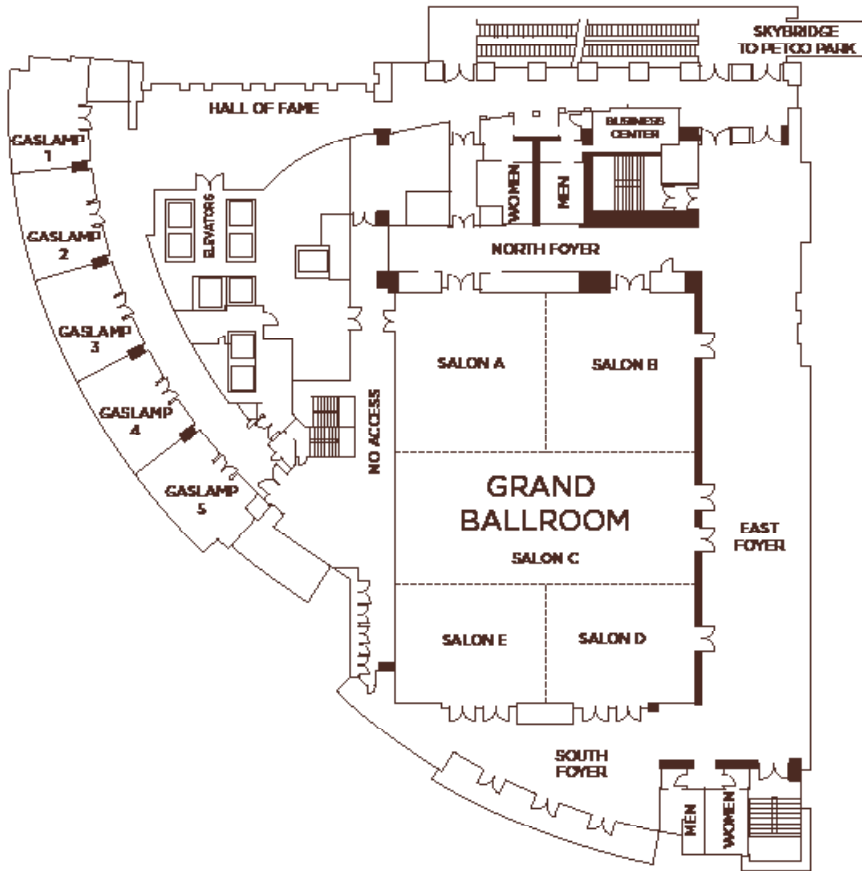 SKYBRIDGE
TO PETCO PARK
HALL OF FAME
BUSINESS
CENTER
GASLAMP
1
WOMEN
MEN
ELEVATORS
GASLAMP
2
NORTH FOYER
GASLAMP
3
SALON A
SALON B
GASLAMP
4
NO ACCESS
GASLAMP
5
GRAND
BALLROOM
SALON C
EAST
FOYER
SALON E
SALON D
SOUTH
FOYER
MEN
WOMEN